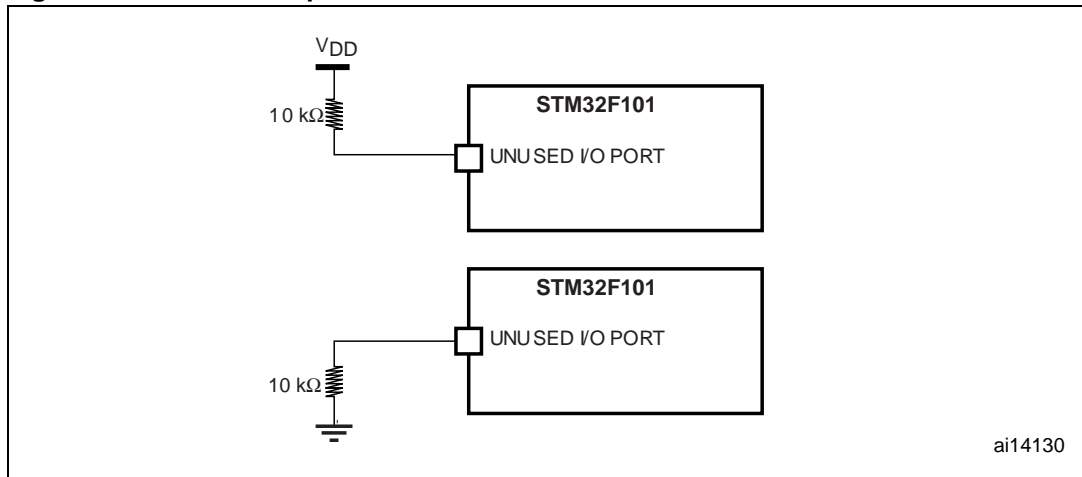 VDD
10 kΩ
STM32F101
UNUSED I/O PORT
STM32F101
UNUSED I/O PORT
10 kΩ
ai14130